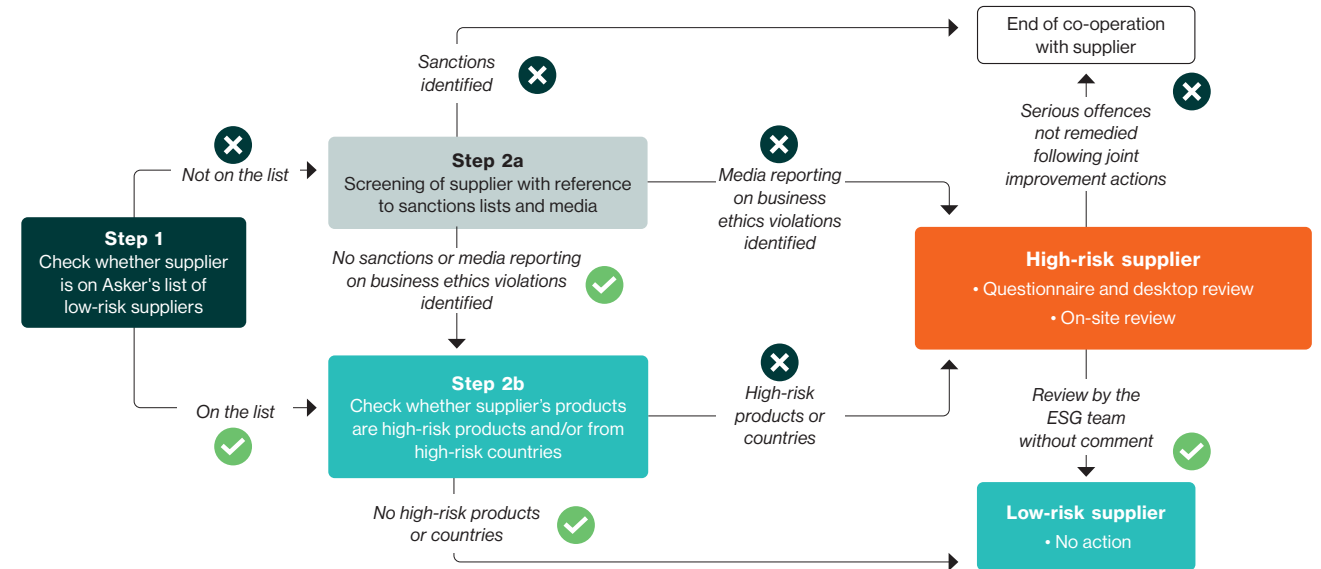 End of co-operation
with supplier
Sanctions
identified
Serious offences
not remedied
following joint
improvement actions
Not on the list
Step 2a
Screening of supplier with reference
to sanctions lists and media
Media reporting
on business
ethics violations
identified
Step 1
Check whether supplier
is on Asker's list of
low-risk suppliers
No sanctions or media reporting
on business ethics violations
identified
High-risk supplier
• Questionnaire and desktop review
• On-site review
On the list
Step 2b
Check whether supplier’s products
are high-risk products and/or from
high-risk countries
High-risk
products or
countries
Review by the
ESG team
without comment
No high-risk products
or countries
Low-risk supplier
• No action